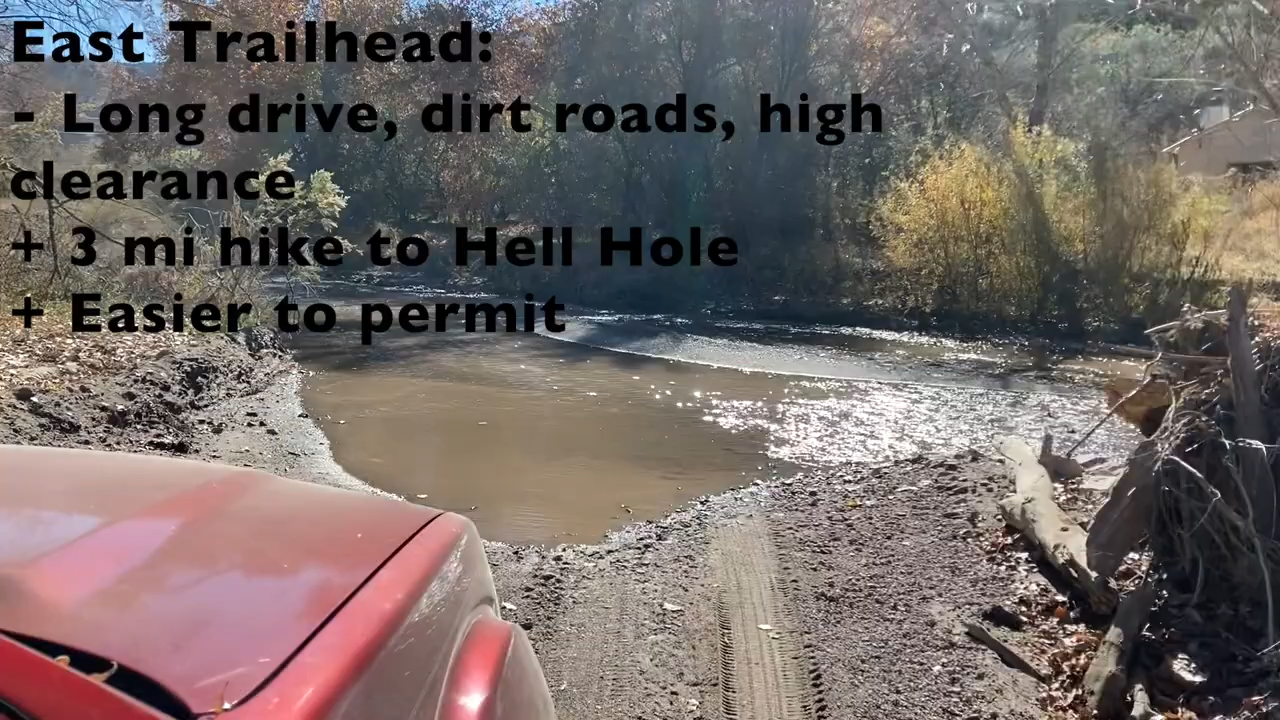 East Trailhead:
- Long drive, dirt roads, high
clearance
+ 3 mi hike to Hell Hole
+ Easier to permit